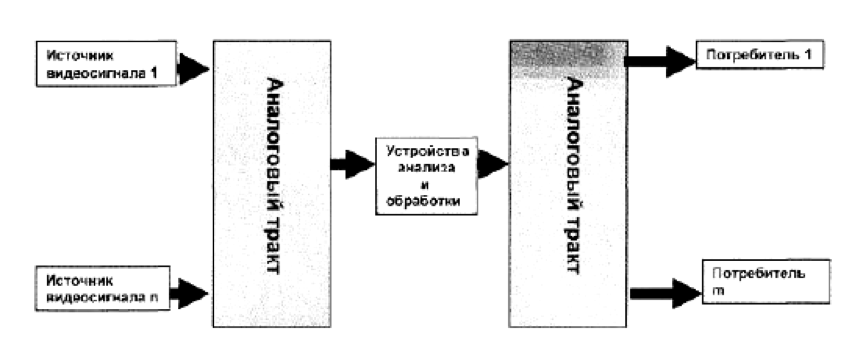 Источник
видеосигнала 1
Источник
видеосигнала n
Аналоговый тракт
Устройства
анализа
и
обработки
Аналоговый тракт
Потребитель 1
Потребитель
m